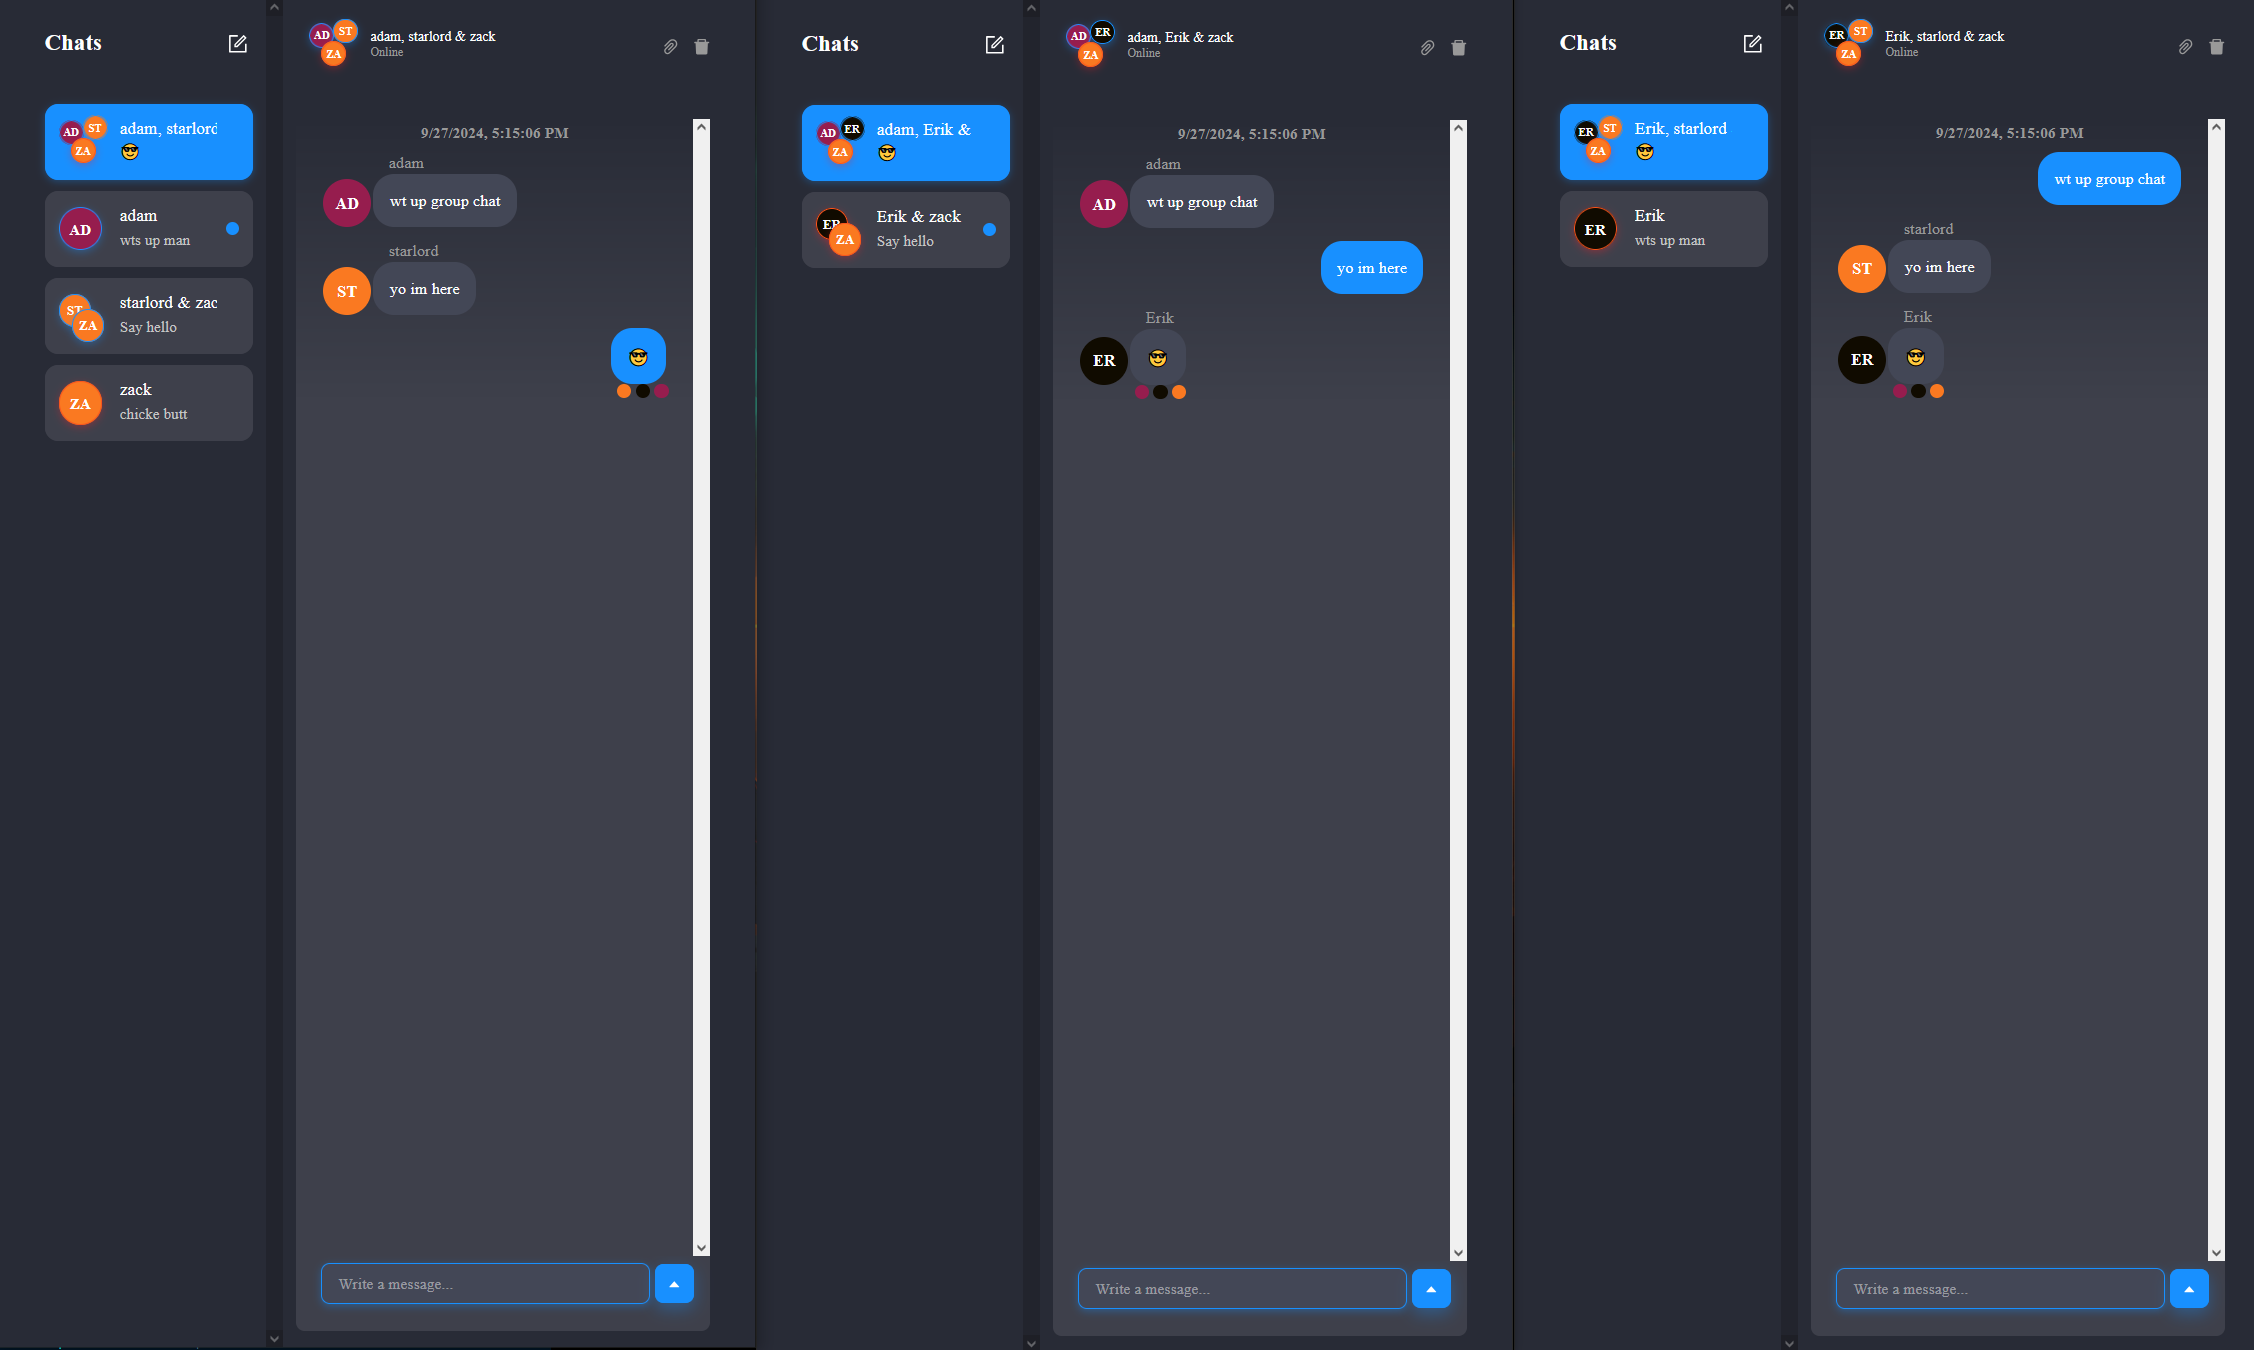 Chats
AD ST ZA
adam, starlord
😎
AD
adam
wts up man
ST ZA
starlord & zac
Say hello
ZA
zack
chicke butt
AD ST ZA
adam, starlord & zack
Online
9/27/2024, 5:15:06 PM
adam
AD
wt up group chat
starlord
ST
yo im here
😎
Write a message...
Chats
AD ER ZA
adam, Erik &
😎
ER ZA
Erik & zack
Say hello
AD ER ZA
adam, Erik & zack
Online
9/27/2024, 5:15:06 PM
adam
AD
wt up group chat
yo im here
Erik
ER
😎
Write a message...
Chats
ER ST ZA
Erik, starlord
😎
ER
Erik
wts up man
ER ST ZA
Erik, starlord & zack
Online
9/27/2024, 5:15:06 PM
wt up group chat
starlord
ST
yo im here
Erik
ER
😎
Write a message...